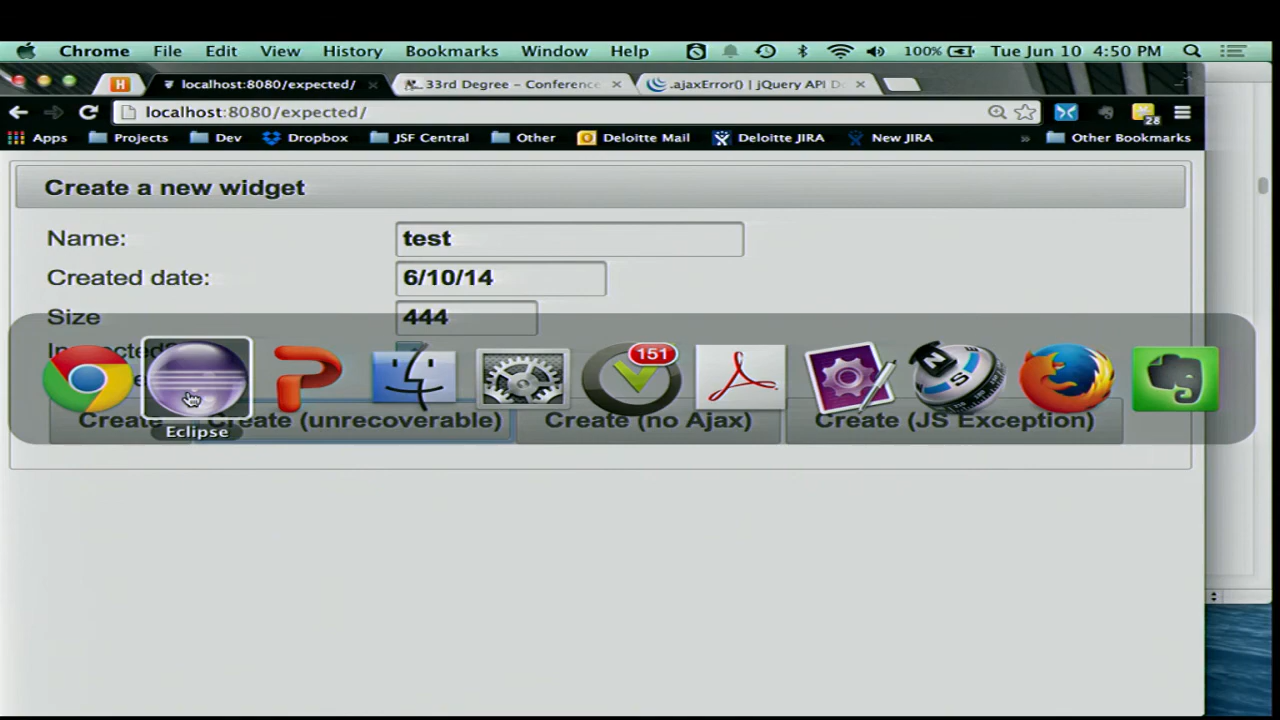 Chrome File Edit View History Bookmarks Window Help 100% Tue Jun 10 4:50 PM
H localhost:8080/expected/ 33rd Degree - Conference .ajaxError() | jQuery API D
localhost:8080/expected/ 28
Apps Projects Dev Dropbox JSF Central Other Deloitte Mail Deloitte JIRA New JIRA » Other Bookmarks
Create a new widget
Name: test
Created date: 6/10/14
Size 444
151
N S
Create Create (unrecoverable) Create (no Ajax) Create (JS Exception)
Eclipse